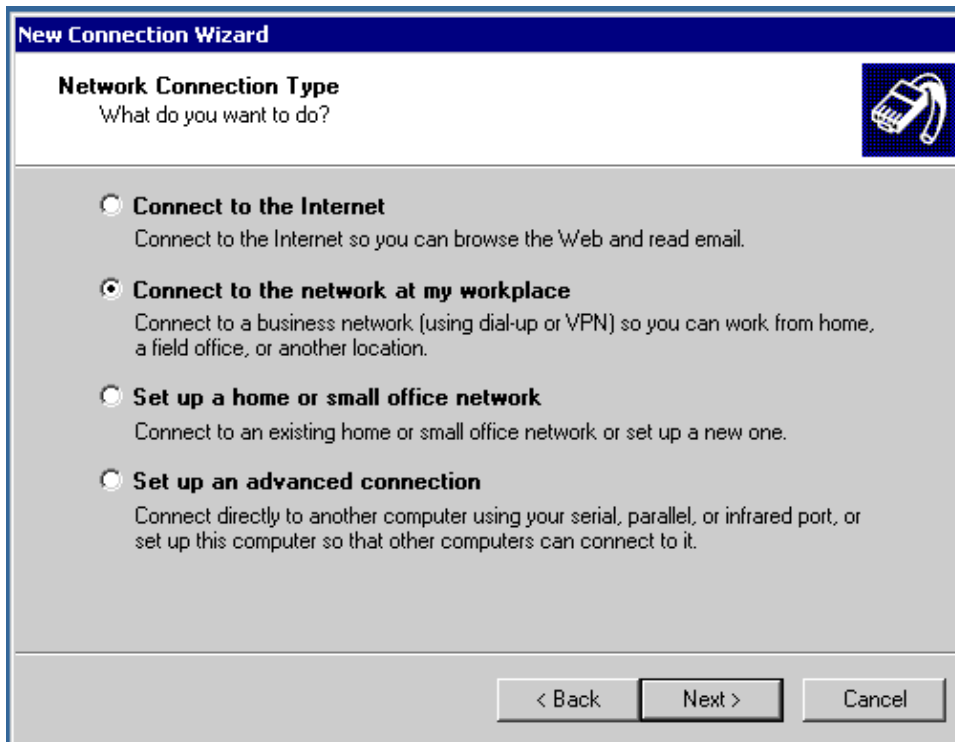 New Connection Wizard
Network Connection Type
What do you want to do?
Connect to the Internet
Connect to the Internet so you can browse the Web and read email.
Connect to the network at my workplace
Connect to a business network (using dial-up or VPN) so you can work from home,
a field office, or another location.
Set up a home or small office network
Connect to an existing home or small office network or set up a new one.
Set up an advanced connection
Connect directly to another computer using your serial, parallel, or infrared port, or
set up this computer so that other computers can connect to it.
< Back Next > Cancel